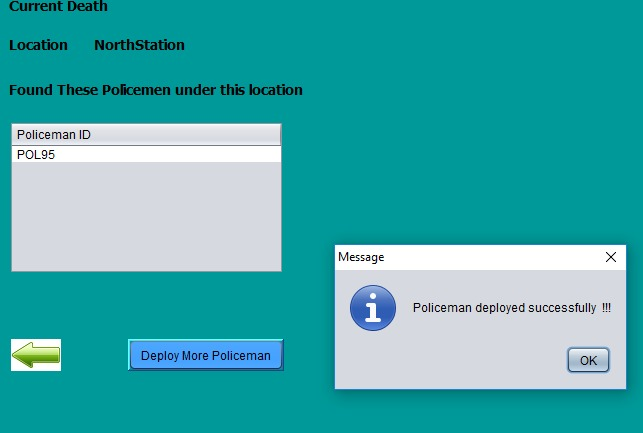 Current Death
Location NorthStation
Found These Policemen under this location
Policeman ID
POL95
Message
Policeman deployed successfully !!!
OK
Deploy More Policeman